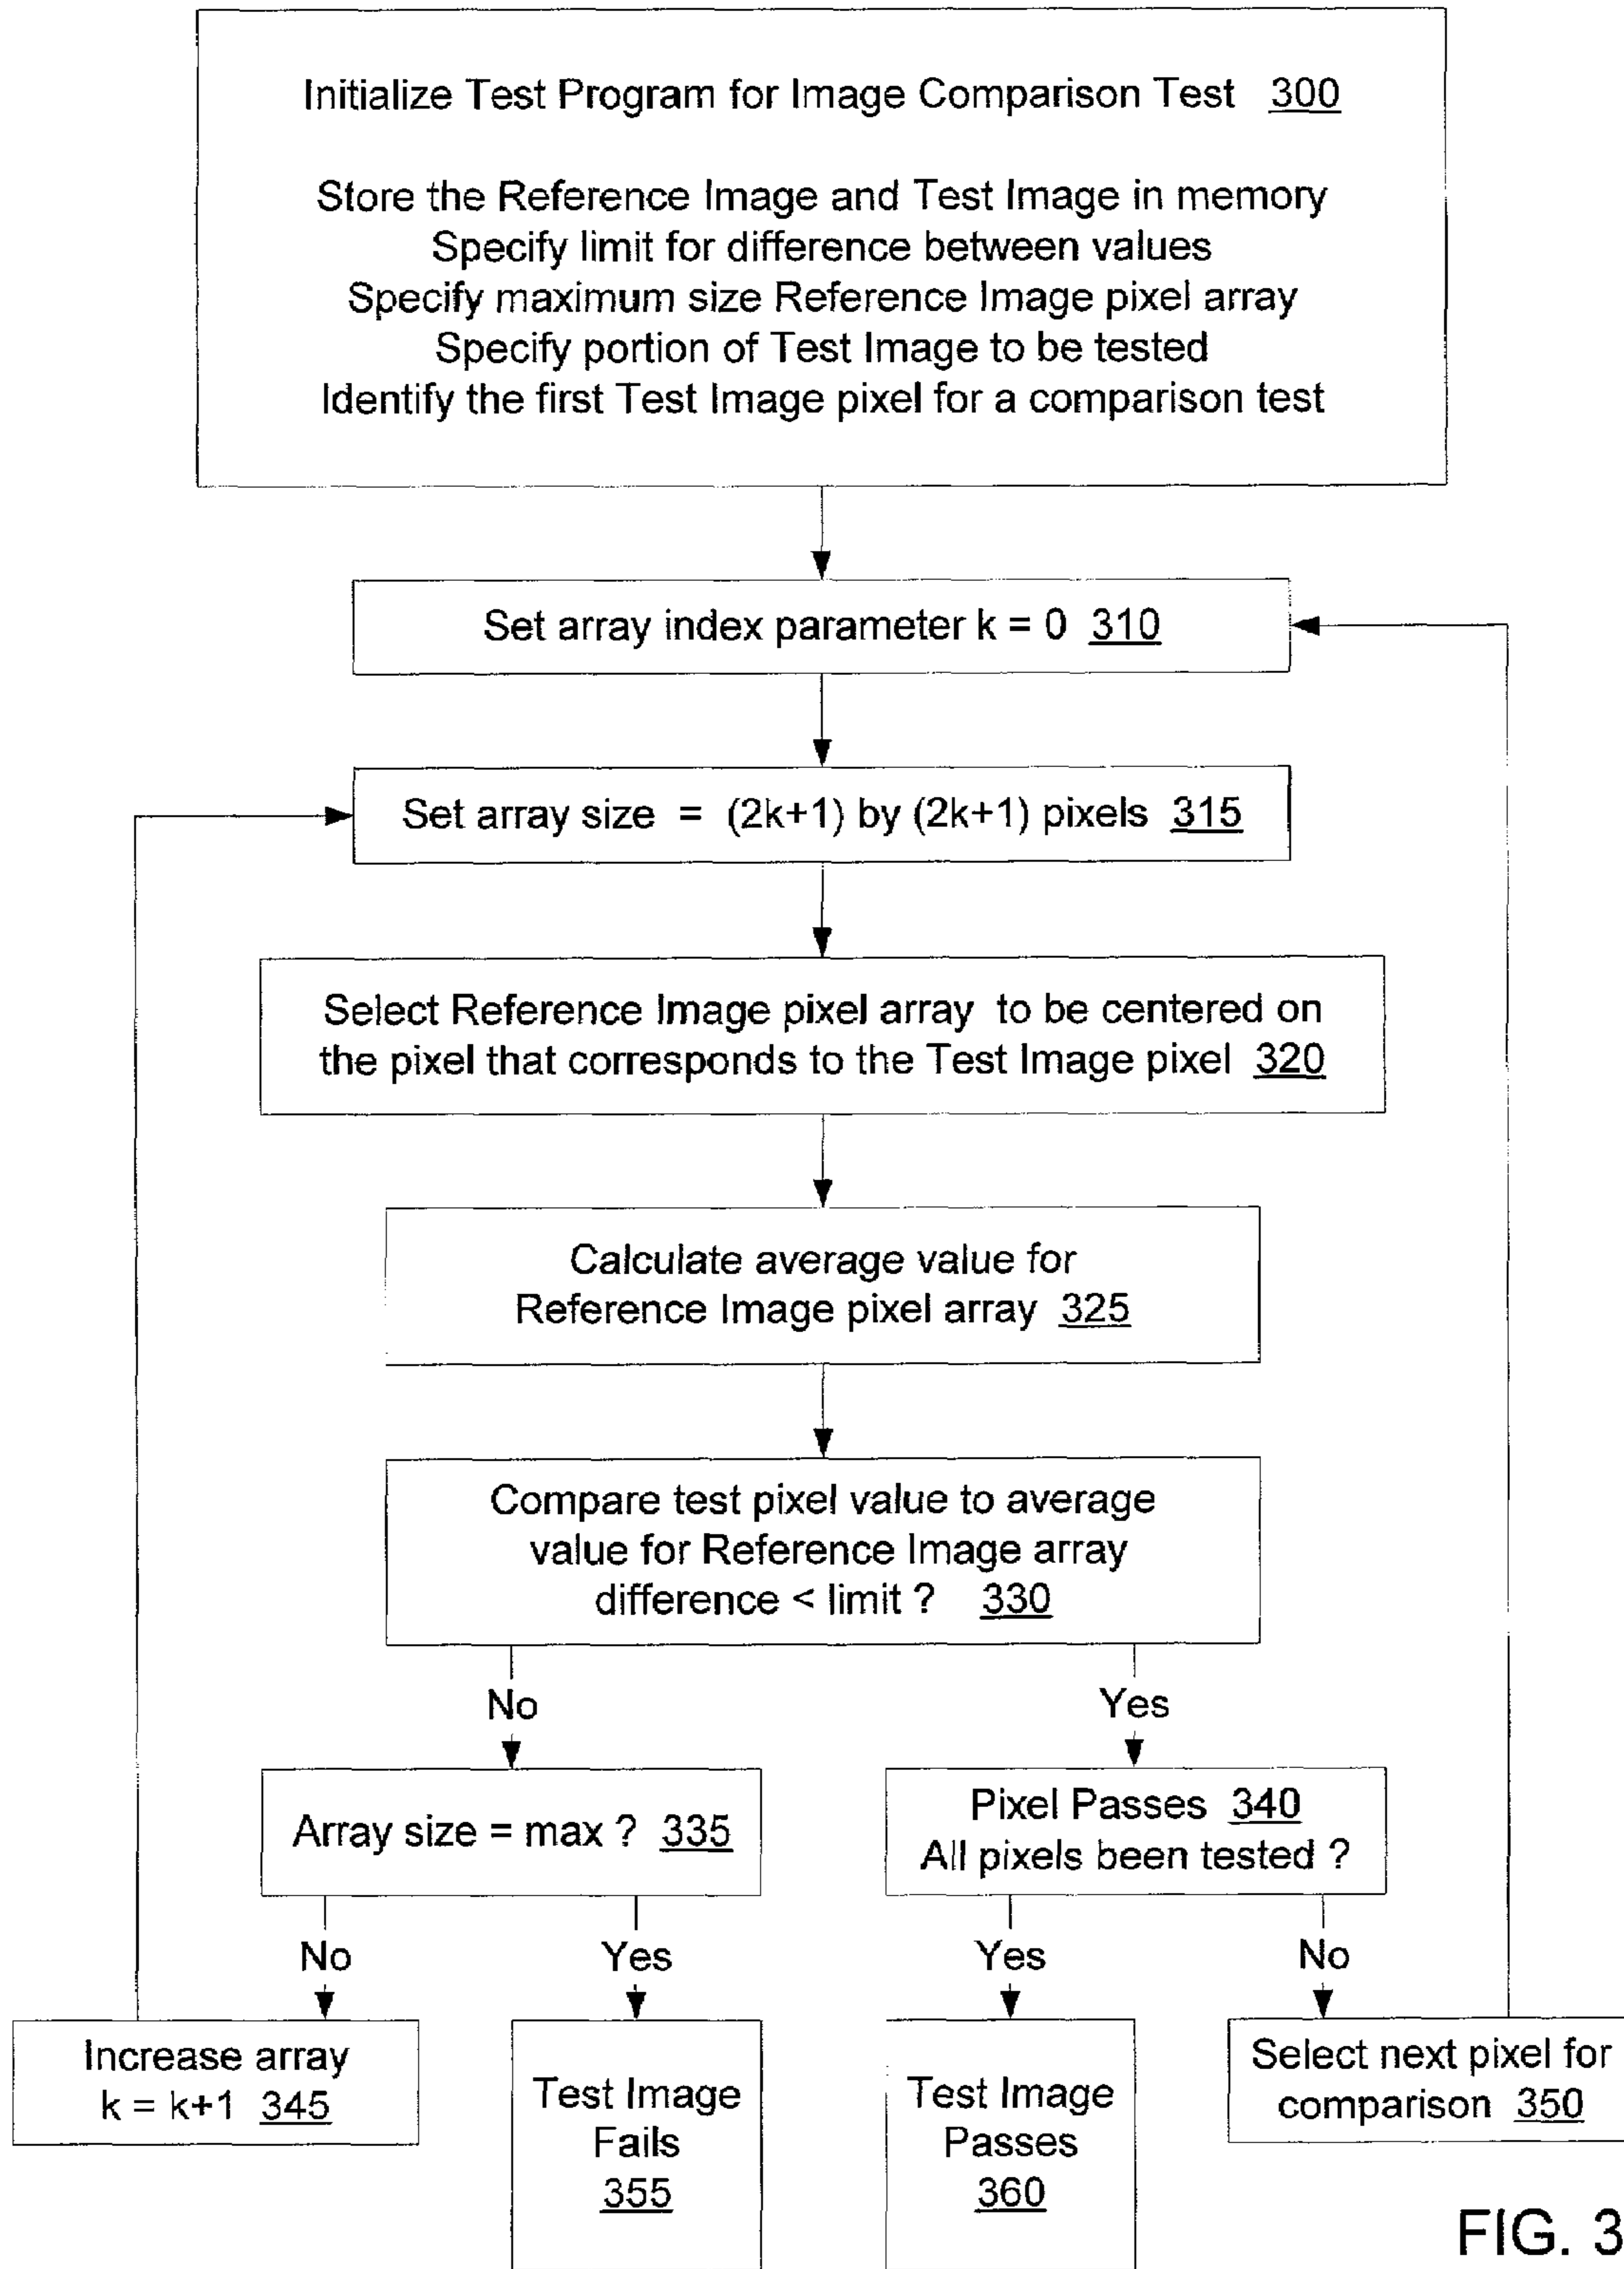 Initialize Test Program for Image Comparison Test 300
Store the Reference Image and Test Image in memory
Specify limit for difference between values
Specify maximum size Reference Image pixel array
Specify portion of Test Image to be tested
Identify the first Test Image pixel for a comparison test
Set array index parameter k = 0 310
Set array size = (2k+1) by (2k+1) pixels 315
Select Reference Image pixel array to be centered on
the pixel that corresponds to the Test Image pixel 320
Calculate average value for
Reference Image pixel array 325
Compare test pixel value to average
value for Reference Image array
difference < limit ? 330
No
Yes
Array size = max ? 335
Pixel Passes 340
All pixels been tested ?
No
Yes
Yes
No
Increase array
k = k+1 345
Test Image
Fails
355
Test Image
Passes
360
Select next pixel for
comparison 350
FIG. 3